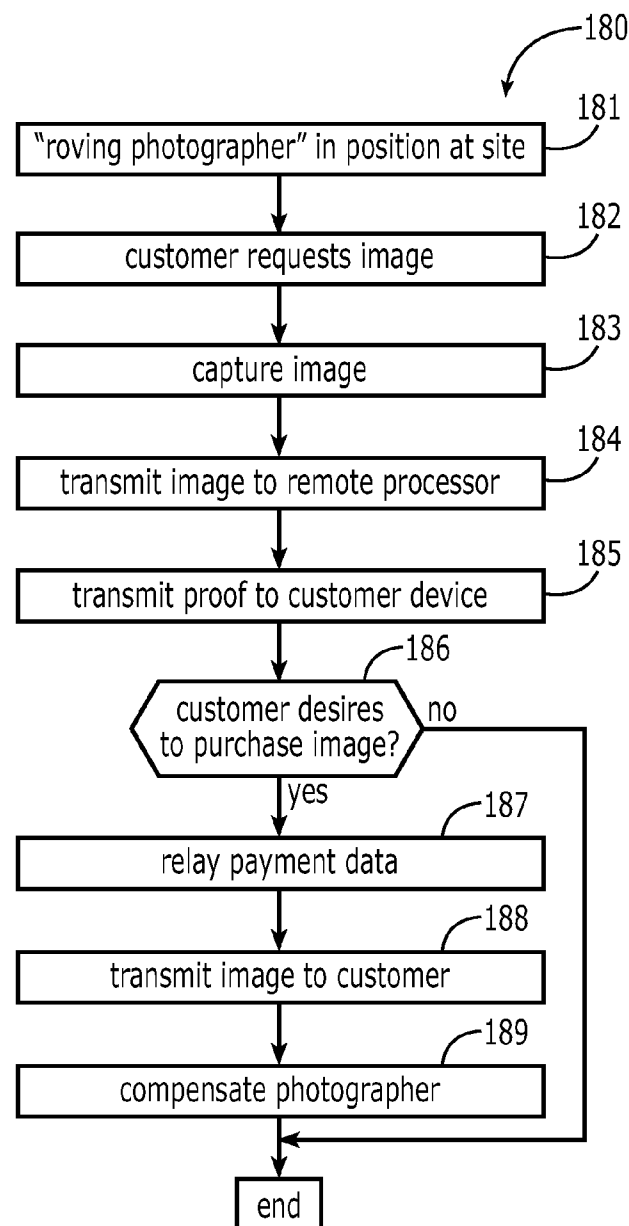 180
181
"roving photographer" in position at site
182
customer requests image
183
capture image
184
transmit image to remote processor
185
transmit proof to customer device
186
customer desires
to purchase image?
no
yes
187
relay payment data
188
transmit image to customer
189
compensate photographer
end